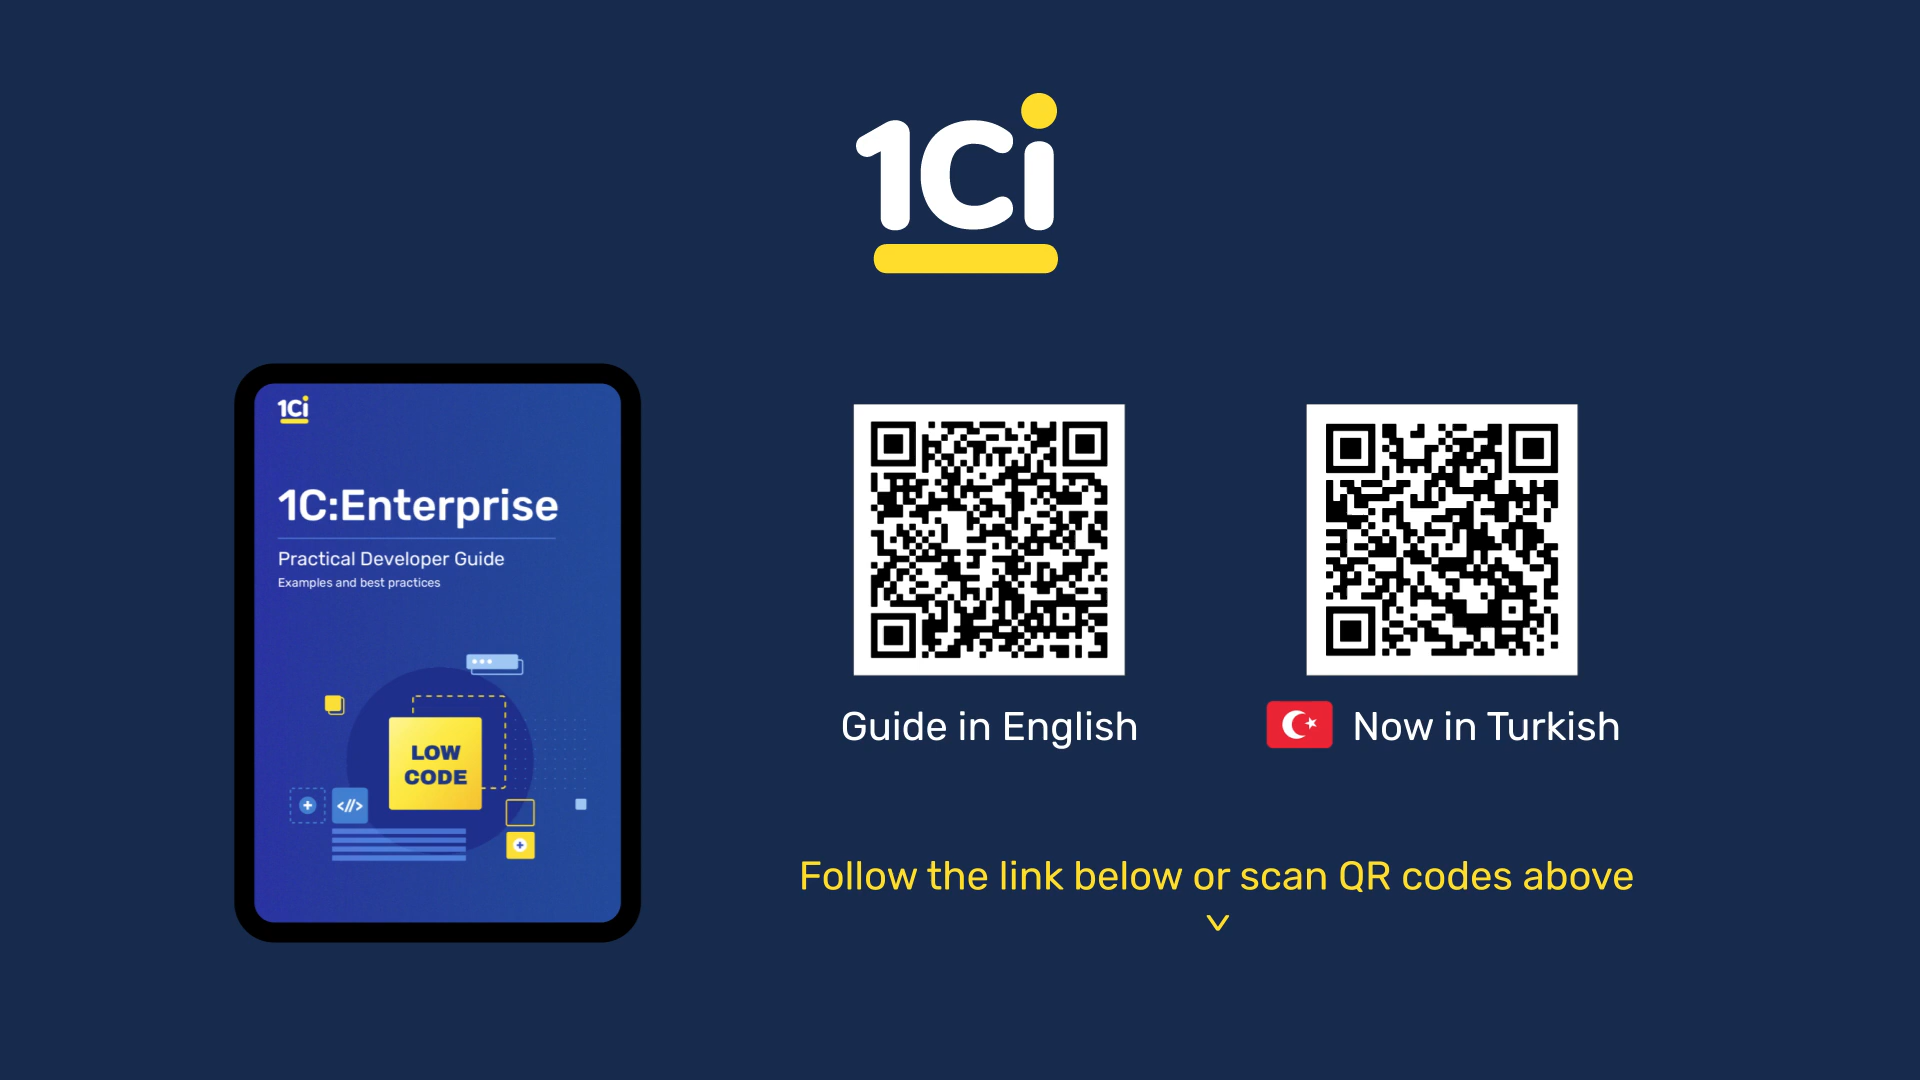 1Ci
1Ci
1C:Enterprise
Practical Developer Guide
Examples and best practices
LOW
CODE
<//>
Guide in English
Now in Turkish
Follow the link below or scan QR codes above